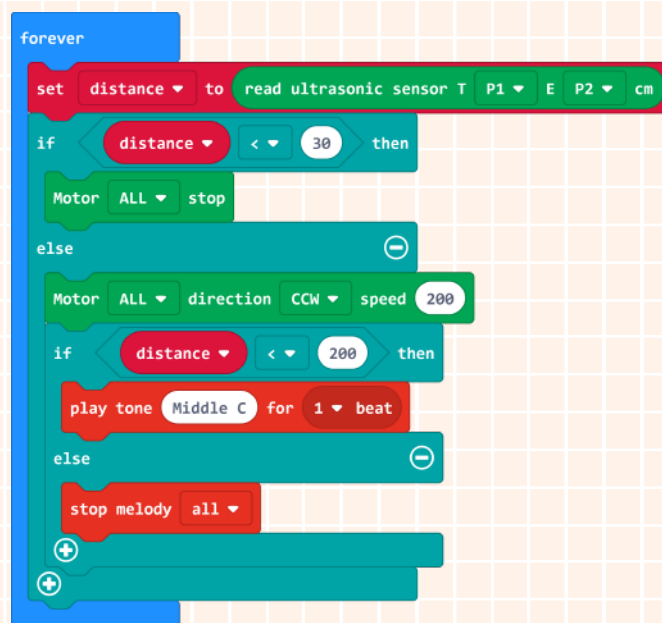 forever
set distance to read ultrasonic sensor T P1 E P2 cm
if distance < 30 then
Motor ALL stop
else
Motor ALL direction CCW speed 200
if distance < 200 then
play tone Middle C for 1 beat
else
stop melody all